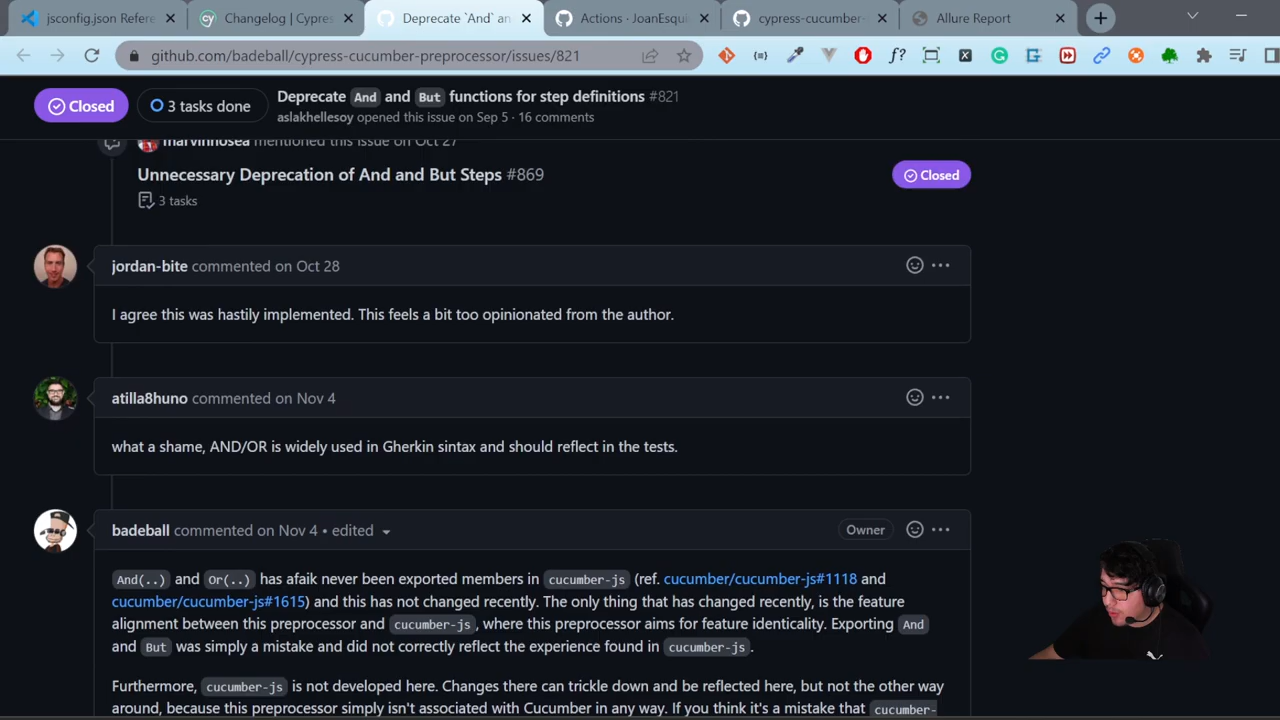 jsconfig.json Refere
Changelog | Cypres
Deprecate `And` an
Actions · JoanEsqui
cypress-cucumber-
Allure Report
github.com/badeball/cypress-cucumber-preprocessor/issues/821
Closed
3 tasks done
Deprecate And and But functions for step definitions #821
aslakhellesoy opened this issue on Sep 5 · 16 comments
marvinhosea mentioned this issue on Oct 27
Unnecessary Deprecation of And and But Steps #869
Closed
3 tasks
jordan-bite commented on Oct 28
I agree this was hastily implemented. This feels a bit too opinionated from the author.
atilla8huno commented on Nov 4
what a shame, AND/OR is widely used in Gherkin sintax and should reflect in the tests.
badeball commented on Nov 4 • edited
Owner
And(..) and Or(..) has afaik never been exported members in cucumber-js (ref. cucumber/cucumber-js#1118 and
cucumber/cucumber-js#1615) and this has not changed recently. The only thing that has changed recently, is the feature
alignment between this preprocessor and cucumber-js, where this preprocessor aims for feature identicality. Exporting And
and But was simply a mistake and did not correctly reflect the experience found in cucumber-js.
Furthermore, cucumber-js is not developed here. Changes there can trickle down and be reflected here, but not the other way
around, because this preprocessor simply isn't associated with Cucumber in any way. If you think it's a mistake that cucumber-